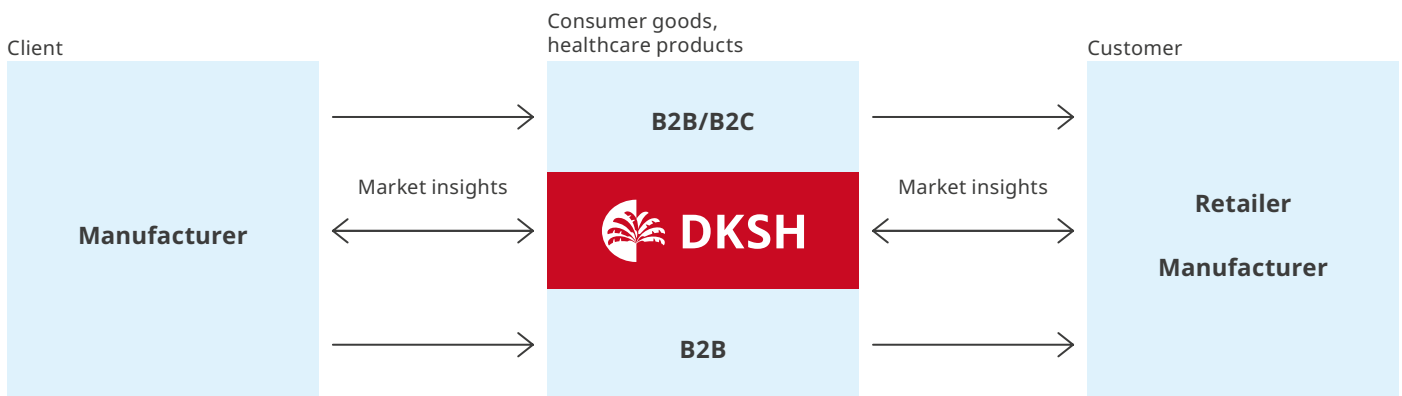 Client
Manufacturer
Market insights
Consumer goods,
healthcare products
B2B/B2C
DKSH
B2B
Market insights
Customer
Retailer
Manufacturer